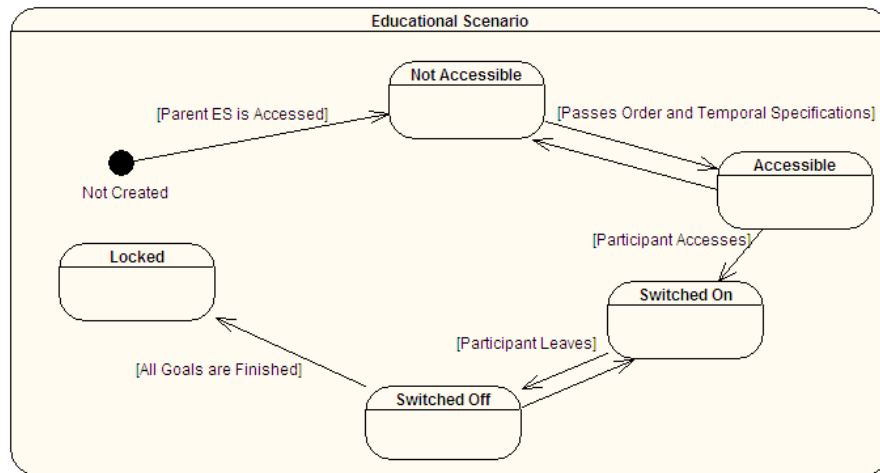 Educational Scenario
Not Accessible
[Parent ES is Accessed]
[Passes Order and Temporal Specifications]
Accessible
Not Created
[Participant Accesses]
Locked
Switched On
[Participant Leaves]
[All Goals are Finished]
Switched Off